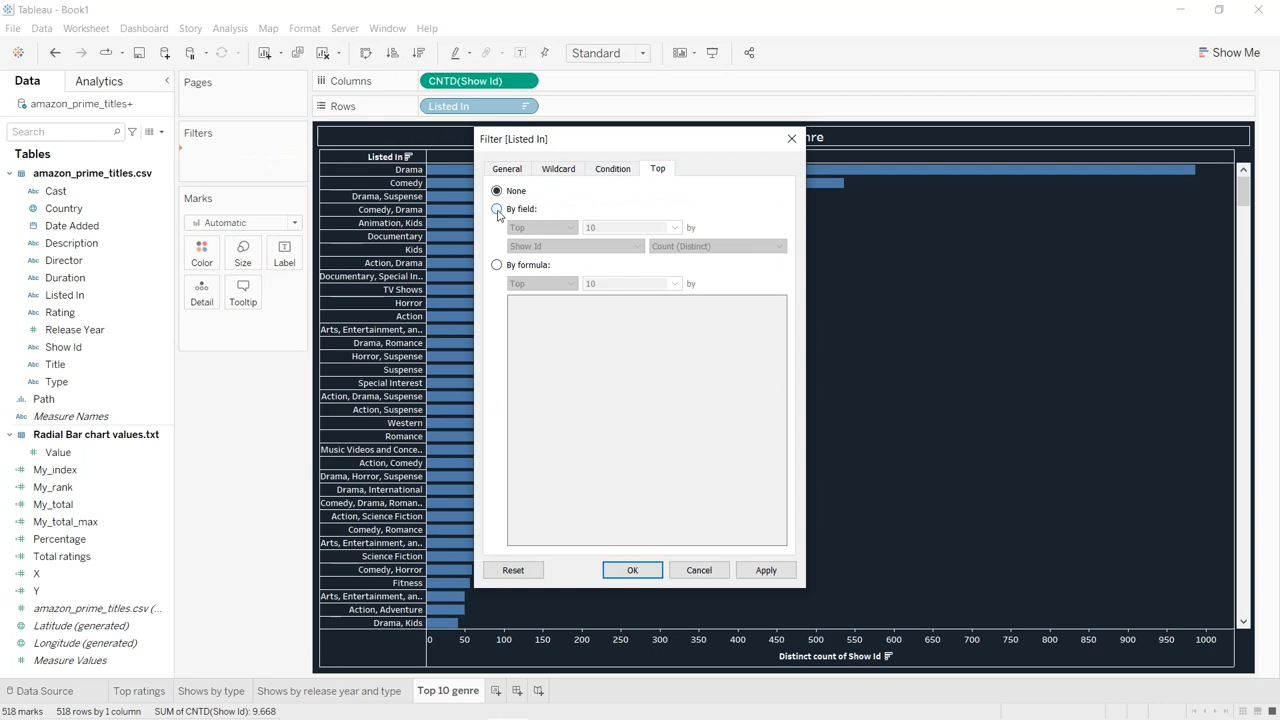 Tableau - Book1
File Data Worksheet Dashboard Story Analysis Map Format Server Window Help
Standard
Show Me
Data Analytics
Pages
Columns CNTD(Show Id)
amazon_prime_titles+
Rows Listed In
Search
Filters
Tables
amazon_prime_titles.csv
Cast
Country
Date Added
Description
Director
Duration
Listed In
Rating
Release Year
Show Id
Title
Type
Path
Measure Names
Radial Bar chart values.txt
Value
My_index
My_rank
My_total
My_total_max
Percentage
Total ratings
X
Y
amazon_prime_titles.csv (...
Latitude (generated)
Longitude (generated)
Measure Values
Marks
Automatic
Color Size Label
Detail Tooltip
Listed In
Drama
Comedy
Drama, Suspense
Comedy, Drama
Animation, Kids
Documentary
Kids
Action, Drama
Documentary, Special In..
TV Shows
Horror
Action
Arts, Entertainment, an..
Drama, Romance
Horror, Suspense
Suspense
Special Interest
Action, Drama, Suspense
Action, Suspense
Western
Romance
Music Videos and Conce..
Action, Comedy
Drama, Horror, Suspense
Drama, International
Comedy, Drama, Roman..
Action, Science Fiction
Comedy, Romance
Arts, Entertainment, an..
Science Fiction
Comedy, Horror
Fitness
Arts, Entertainment, an..
Action, Adventure
Drama, Kids
0 50 100 150 200 250 300 350 400 450 500 550 600 650 700 750 800 850 900 950 1000
Distinct count of Show Id
Filter [Listed In]
General Wildcard Condition Top
None
By field:
Top 10 by
Show Id Count (Distinct)
By formula:
Top 10 by
Reset OK Cancel Apply
Data Source Top ratings Shows by type Shows by release year and type Top 10 genre
518 marks 518 rows by 1 column SUM of CNTD(Show Id): 9,668